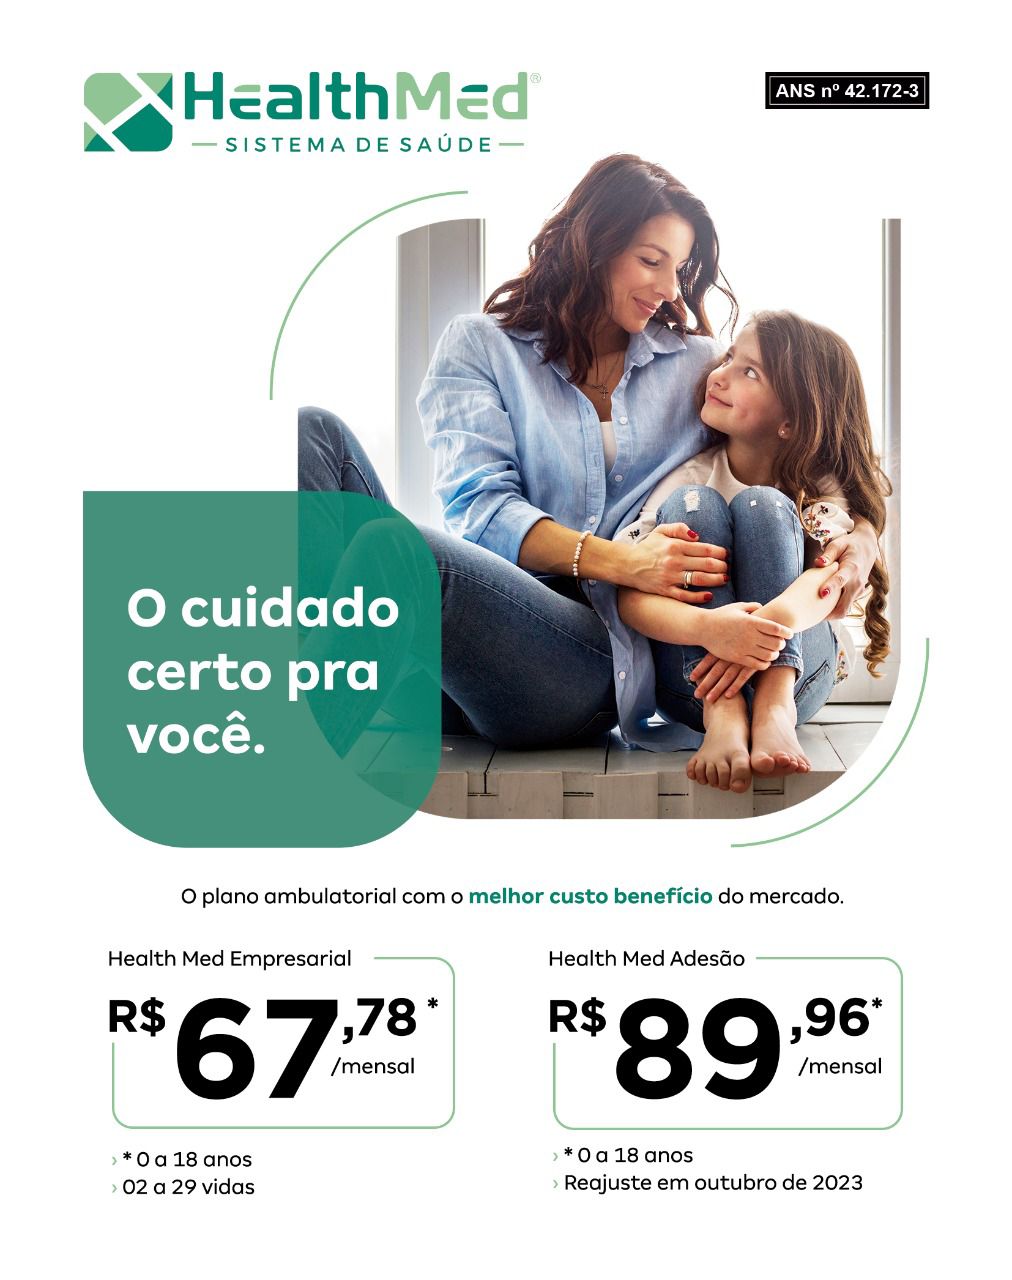 HealthMed®
SISTEMA DE SAÚDE
ANS nº 42.172-3
O cuidado
certo pra
você.
O plano ambulatorial com o melhor custo benefício do mercado.
Health Med Empresarial
R$ 67,78*
/mensal
› * 0 a 18 anos
› 02 a 29 vidas
Health Med Adesão
R$ 89,96*
/mensal
› * 0 a 18 anos
› Reajuste em outubro de 2023